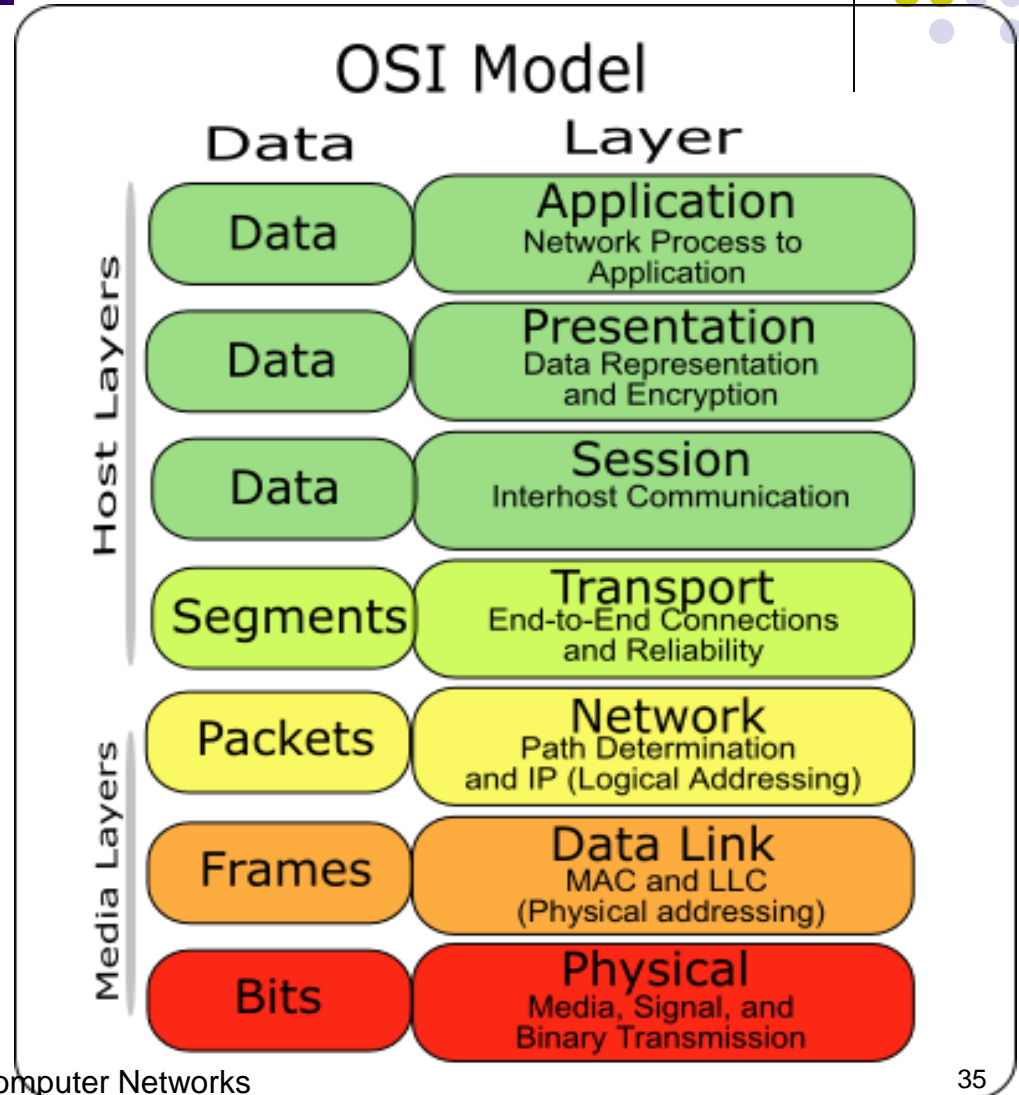 OSI Model
Data Layer
Host Layers
Data
Application
Network Process to
Application
Data
Presentation
Data Representation
and Encryption
Data
Session
Interhost Communication
Segments
Transport
End-to-End Connections
and Reliability
Media Layers
Packets
Network
Path Determination
and IP (Logical Addressing)
Frames
Data Link
MAC and LLC
(Physical addressing)
Bits
Physical
Media, Signal, and
Binary Transmission
omputer Networks 35